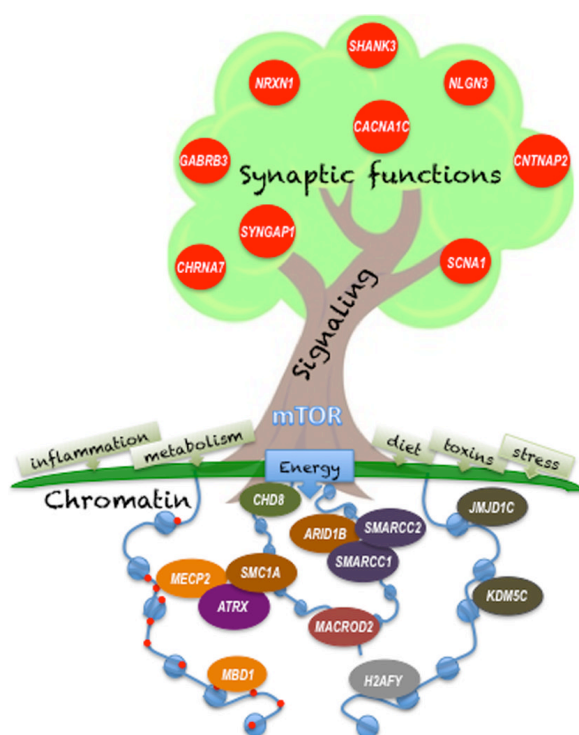 SHANK3
NRXN1
NLGN3
CACNA1C
GABRB3
CNTNAP2
Synaptic functions
SYNGAP1
CHRNA7
SCNA1
Signaling
mTOR
inflammation
metabolism
diet
toxins
stress
Energy
Chromatin
CHD8
JMJD1C
ARID1B
SMARCC2
SMARCC1
MECP2
SMC1A
ATRX
KDM5C
MACROD2
MBD1
H2AFY